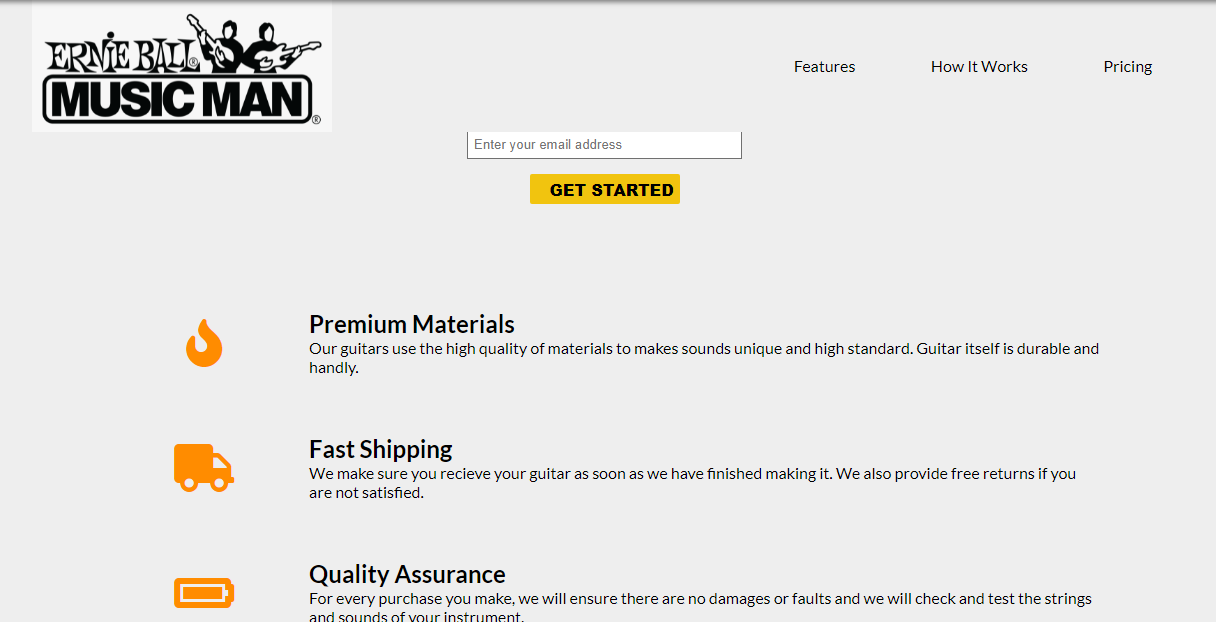 ERNiE BALL®
MUSIC MAN®
Features
How It Works
Pricing
Enter your email address
GET STARTED
Premium Materials
Our guitars use the high quality of materials to makes sounds unique and high standard. Guitar itself is durable and
handly.
Fast Shipping
We make sure you recieve your guitar as soon as we have finished making it. We also provide free returns if you
are not satisfied.
Quality Assurance
For every purchase you make, we will ensure there are no damages or faults and we will check and test the strings
and sounds of your instrument.